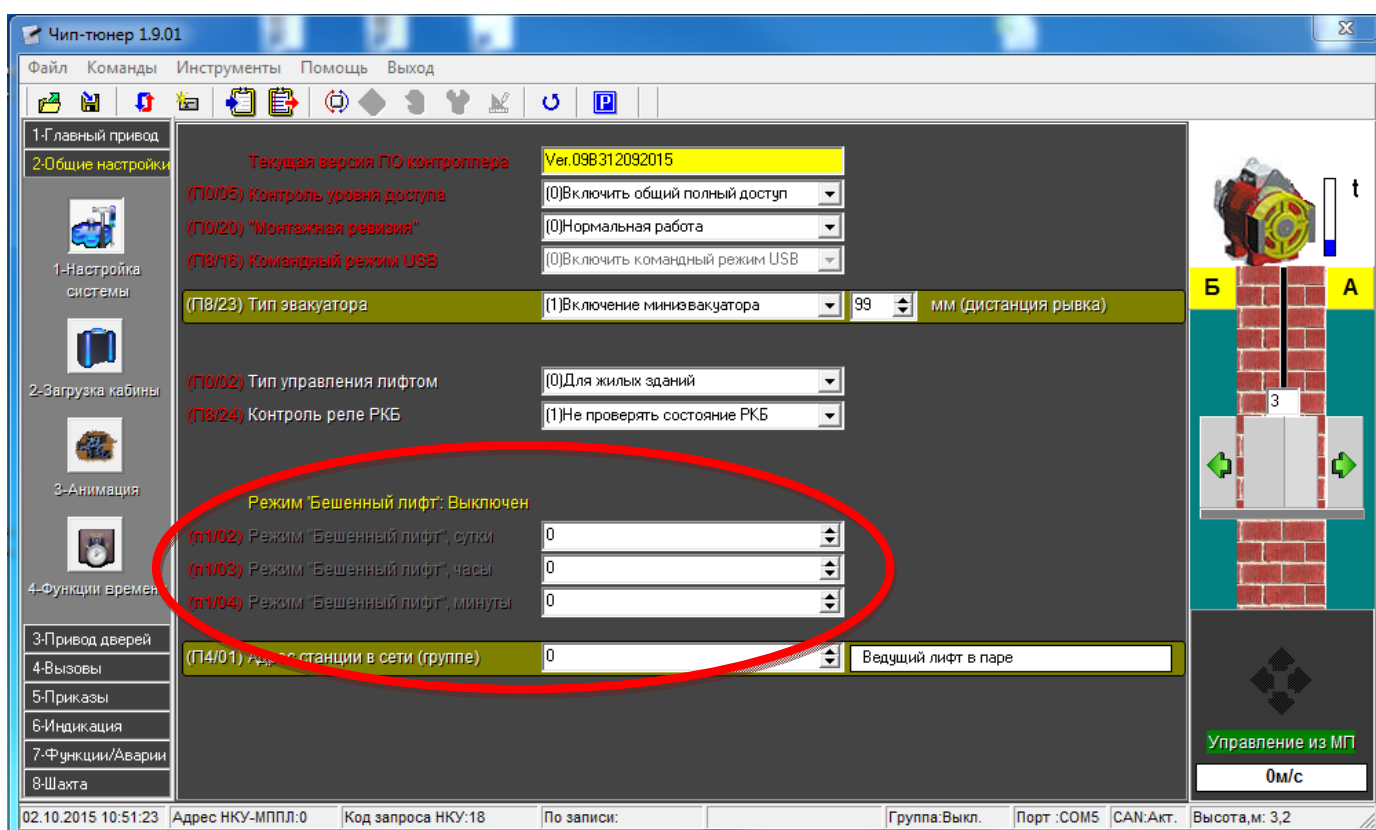 Чип-тюнер 1.9.01
Файл Команды Инструменты Помощь Выход
1-Главный привод
2-Общие настройки
1-Настройка
системы
2-Загрузка кабины
3-Анимация
4-Функции времени
3-Привод дверей
4-Вызовы
5-Приказы
6-Индикация
7-Функции/Аварии
8-Шахта
Текущая версия ПО контроллера Ver.09B312092015
(П0/05) Контроль уровня доступа (0)Включить общий полный доступ
(П0/20) "Монтажная ревизия" (0)Нормальная работа
(П8/16) Командный режим USB (0)Включить командный режим USB
(П8/23) Тип эвакуатора (1)Включение миниэвакуатора 99 мм (дистанция рывка)
(П0/02) Тип управления лифтом (0)Для жилых зданий
(П8/24) Контроль реле РКБ (1)Не проверять состояние РКБ
Режим "Бешенный лифт": Выключен
(п1/02) Режим "Бешенный лифт", сутки 0
(п1/03) Режим "Бешенный лифт", часы 0
(п1/04) Режим "Бешенный лифт", минуты 0
(П4/01) Адрес станции в сети (группе) 0 Ведущий лифт в паре
t
Б А
3
Управление из МП
0м/с
02.10.2015 10:51:23 Адрес НКУ-МППЛ:0 Код запроса НКУ:18 По записи: Группа:Выкл. Порт :COM5 CAN:Акт. Высота,м: 3,2